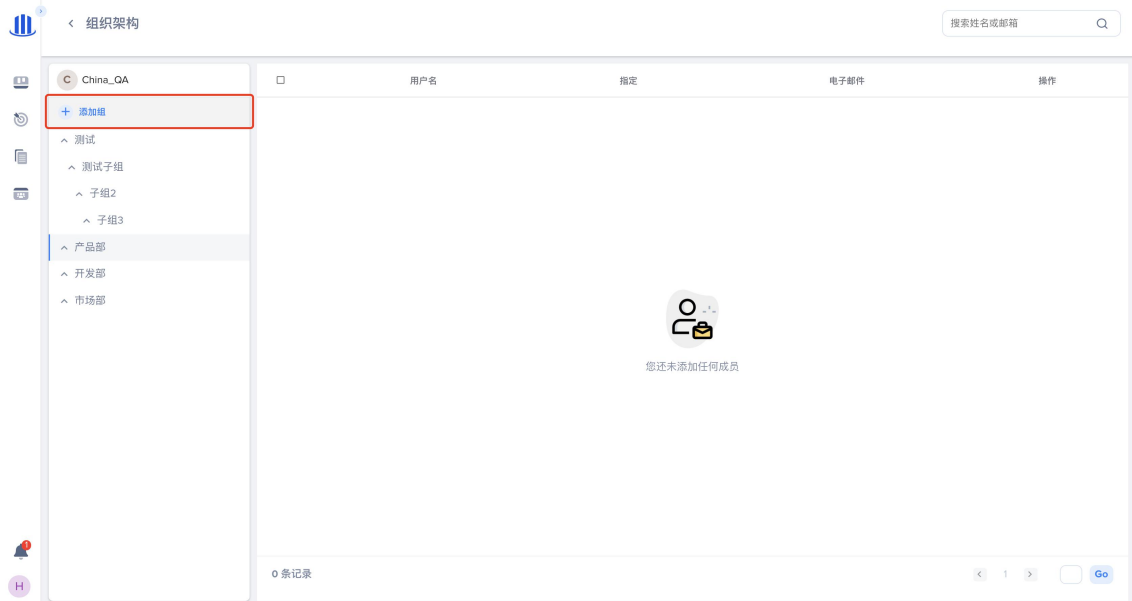 组织架构
搜索姓名或邮箱
C China_QA
用户名 指定 电子邮件 操作
+ 添加组
测试
测试子组
子组2
子组3
产品部
开发部
市场部
您还未添加任何成员
0 条记录
1 Go
1
H